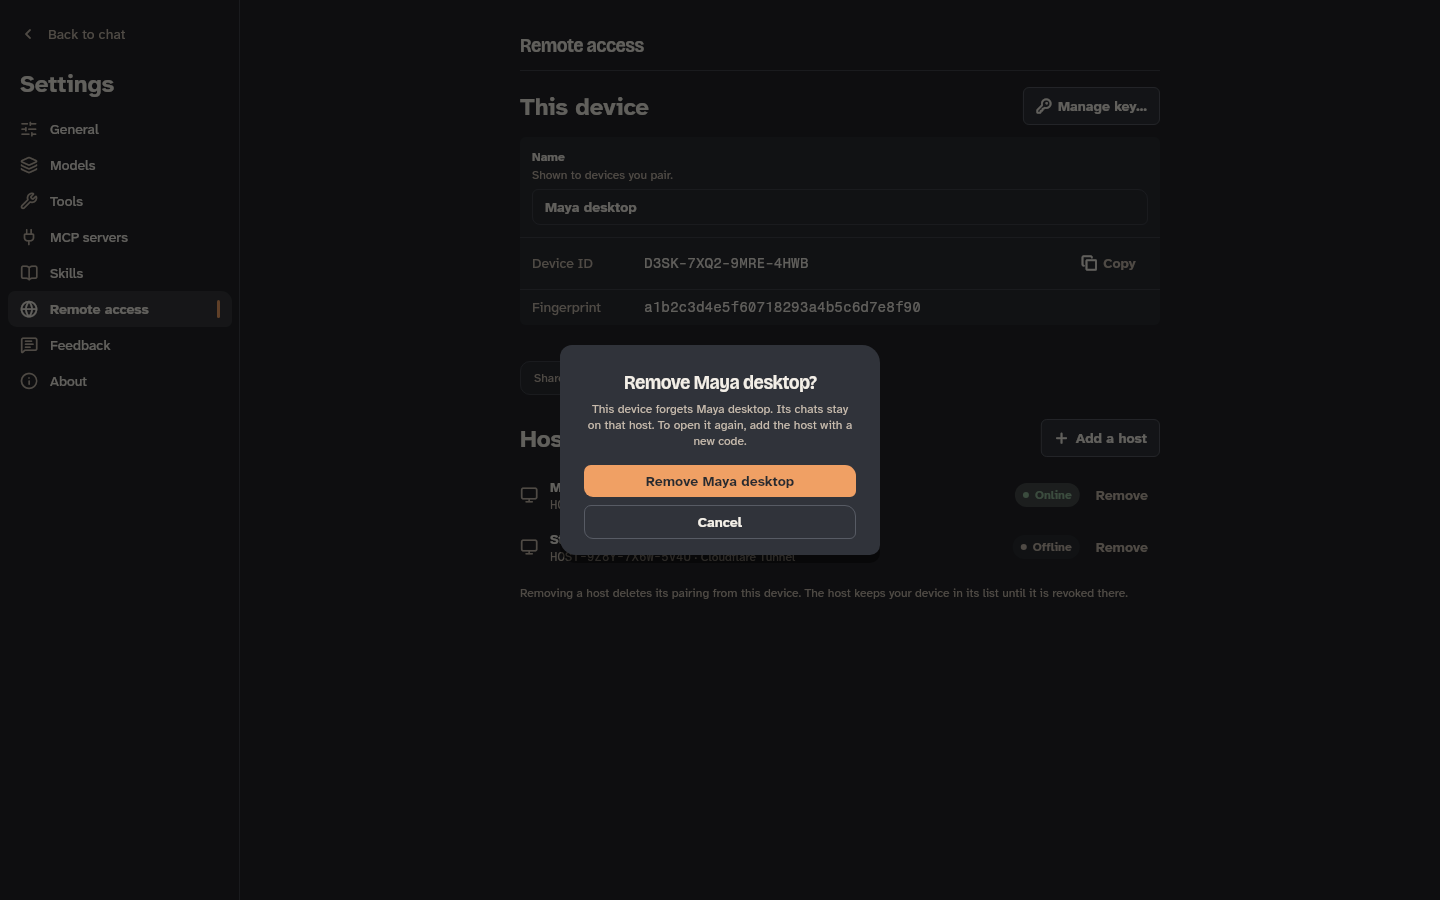 Back to chat
Settings
General
Models
Tools
MCP servers
Skills
Remote access
Feedback
About
Remote access
This device
Manage key...
Name
Shown to devices you pair.
Maya desktop
Device ID
D3SK-7XQ2-9MRE-4HWB
Copy
Fingerprint
a1b2c3d4e5f60718293a4b5c6d7e8f90
Remove Maya desktop?
This device forgets Maya desktop. Its chats stay
on that host. To open it again, add the host with a
new code.
Remove Maya desktop
Cancel
Add a host
Online
Remove
Offline
Remove
Cloudflare Tunnel
Removing a host deletes its pairing from this device. The host keeps your device in its list until it is revoked there.